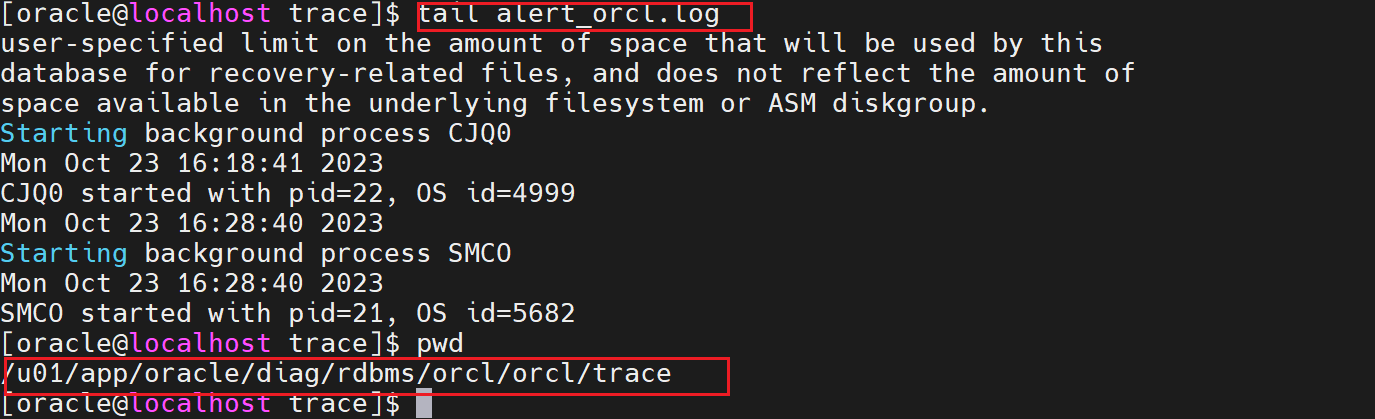 [oracle@localhost trace]$ tail alert_orcl.log
user-specified limit on the amount of space that will be used by this
database for recovery-related files, and does not reflect the amount of
space available in the underlying filesystem or ASM diskgroup.
Starting background process CJQ0
Mon Oct 23 16:18:41 2023
CJQ0 started with pid=22, OS id=4999
Mon Oct 23 16:28:40 2023
Starting background process SMCO
Mon Oct 23 16:28:40 2023
SMCO started with pid=21, OS id=5682
[oracle@localhost trace]$ pwd
/u01/app/oracle/diag/rdbms/orcl/orcl/trace
[oracle@localhost trace]$